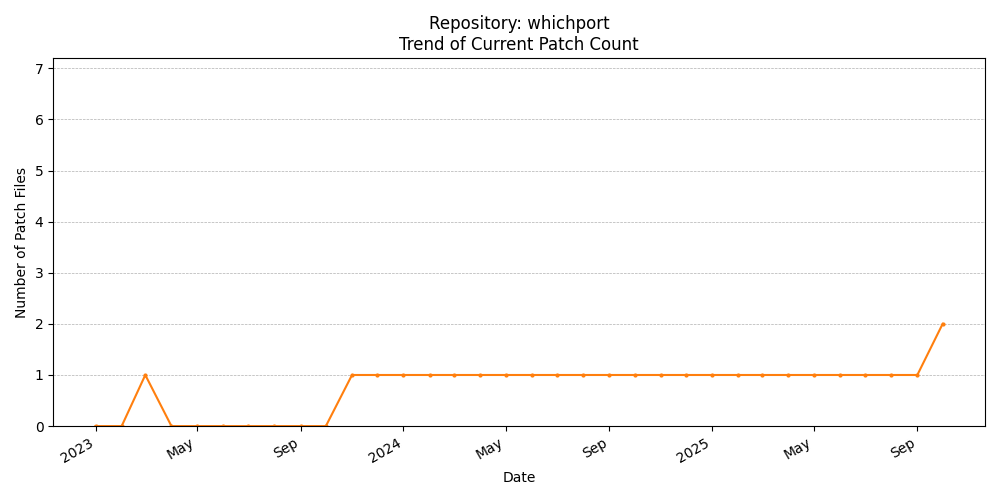 Repository: whichport
Trend of Current Patch Count
7
6
5
4
3
2
1
0
Number of Patch Files
2023
May
Sep
2024
May
Sep
2025
May
Sep
Date